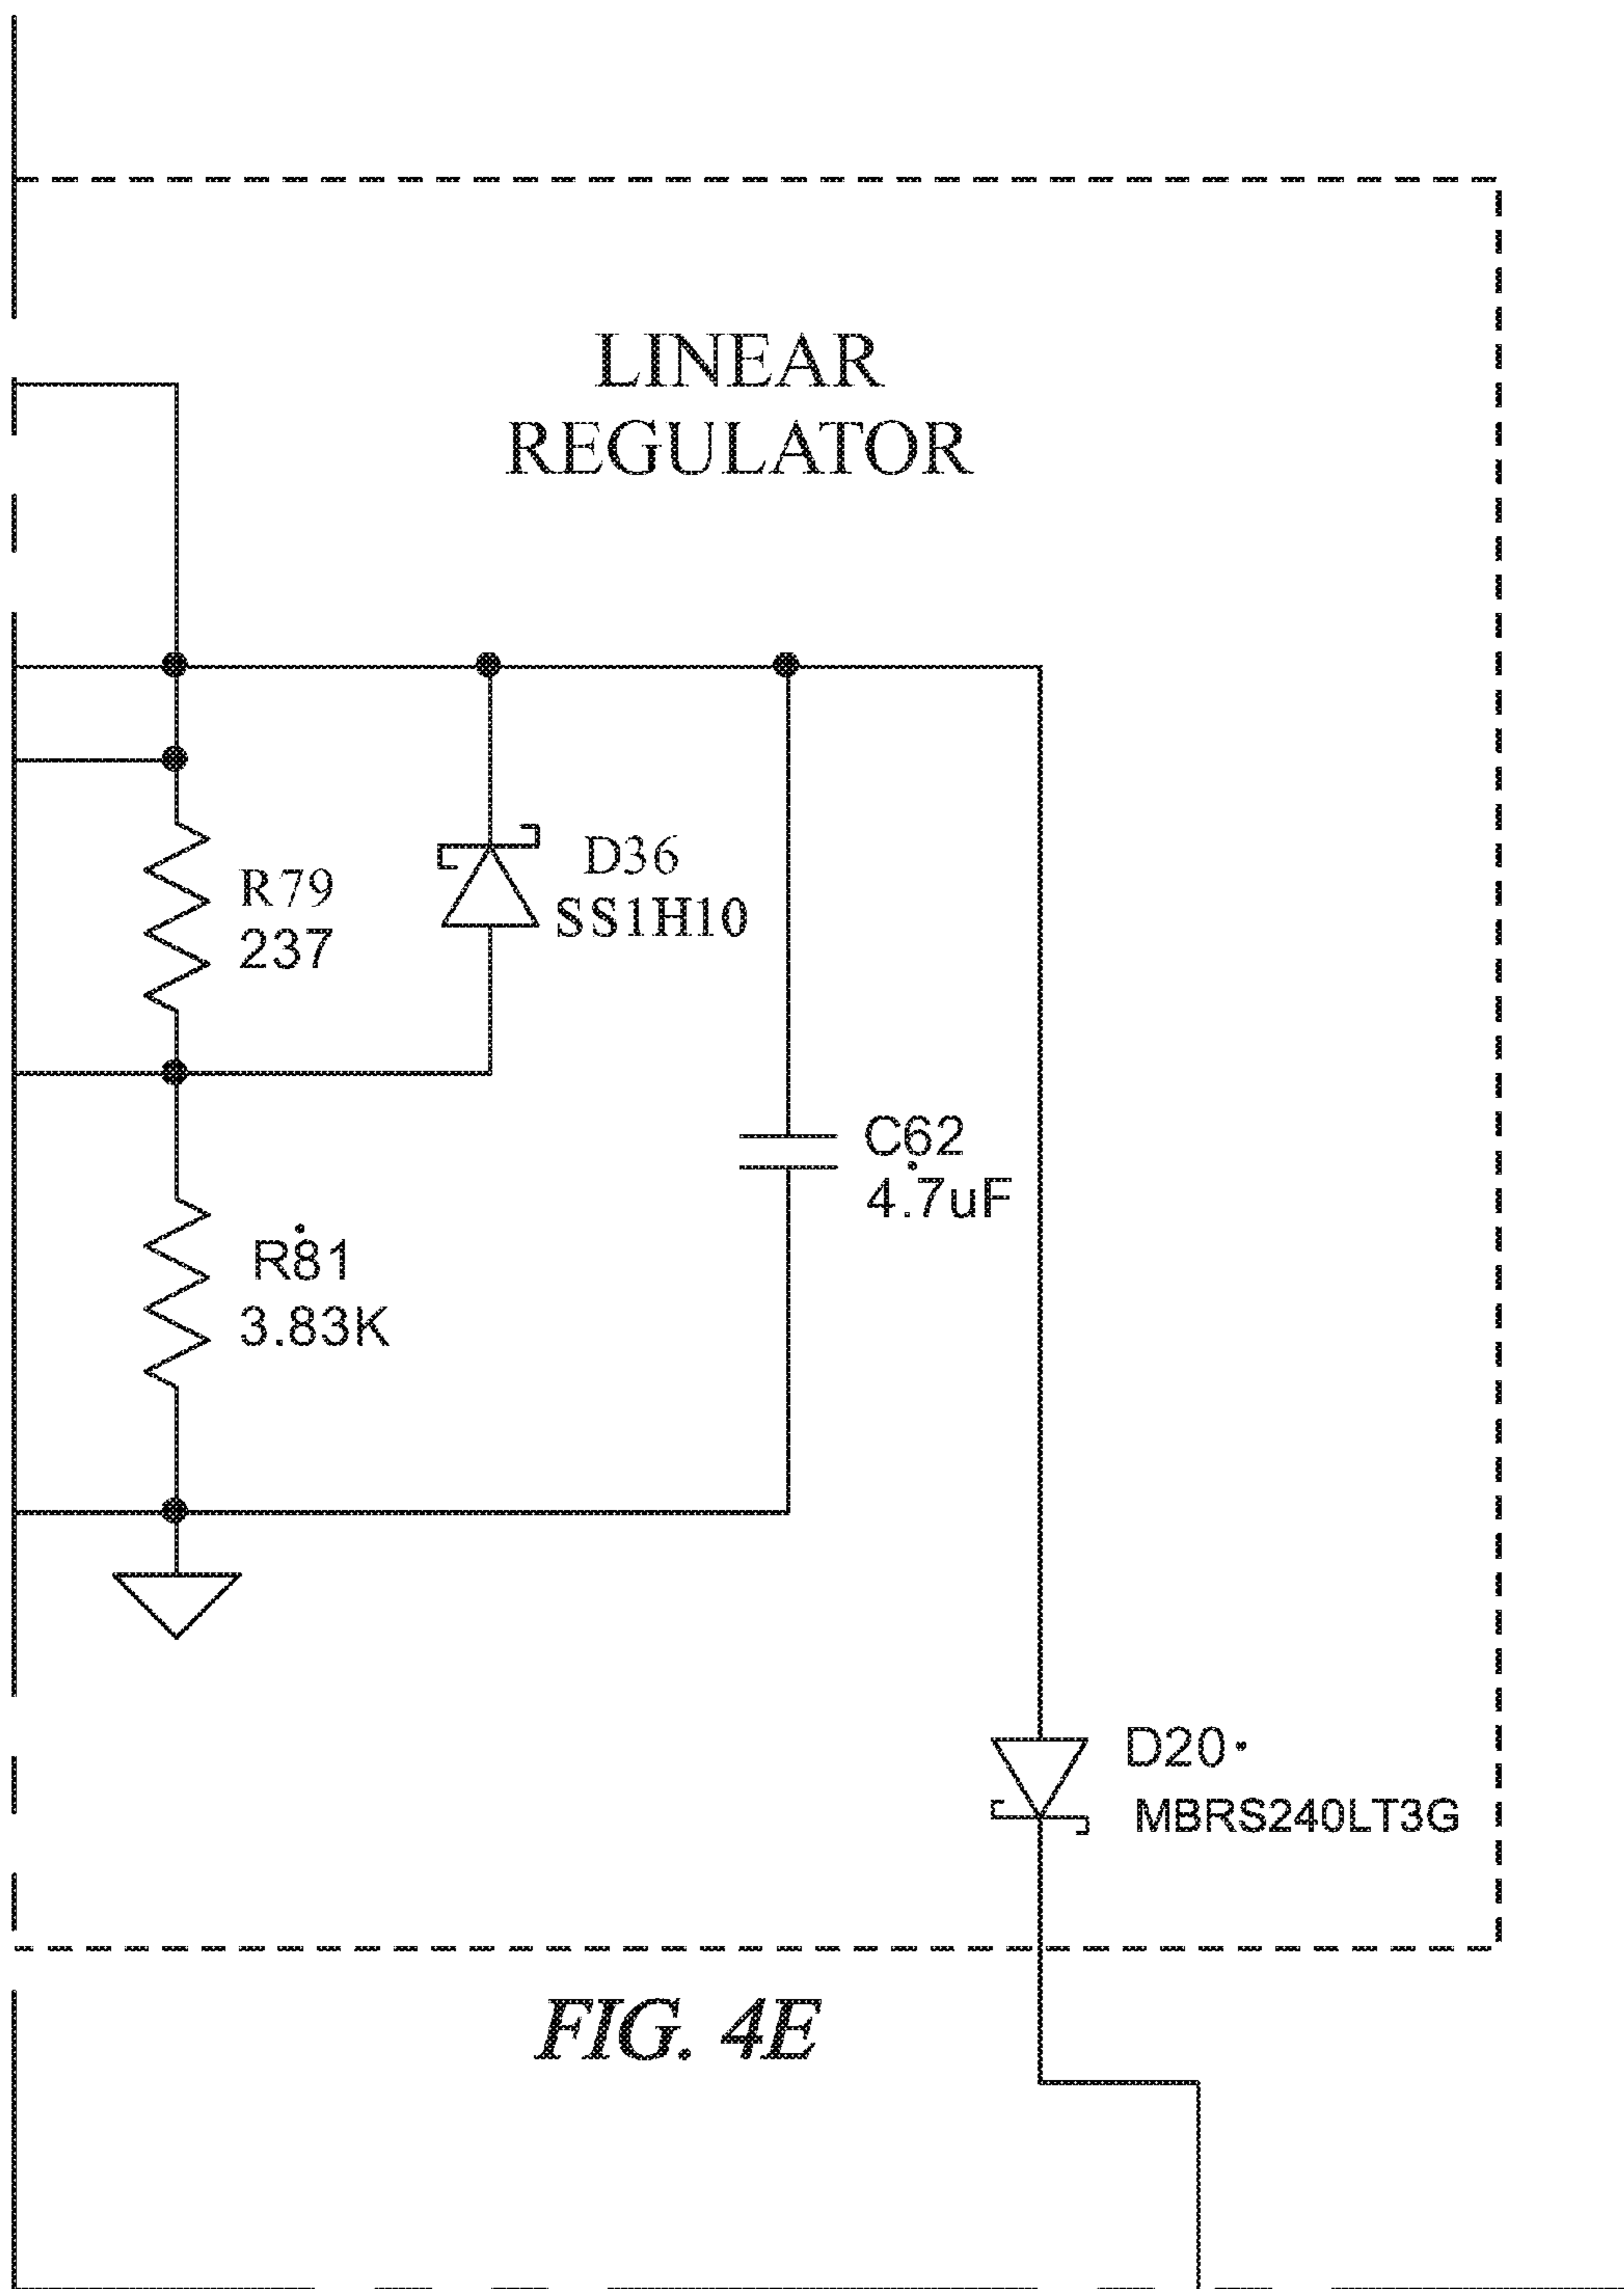 LINEAR
REGULATOR
R79
237
D36
SS1H10
C62
4.7uF
R81
3.83K
D20
MBRS240LT3G
FIG. 4E